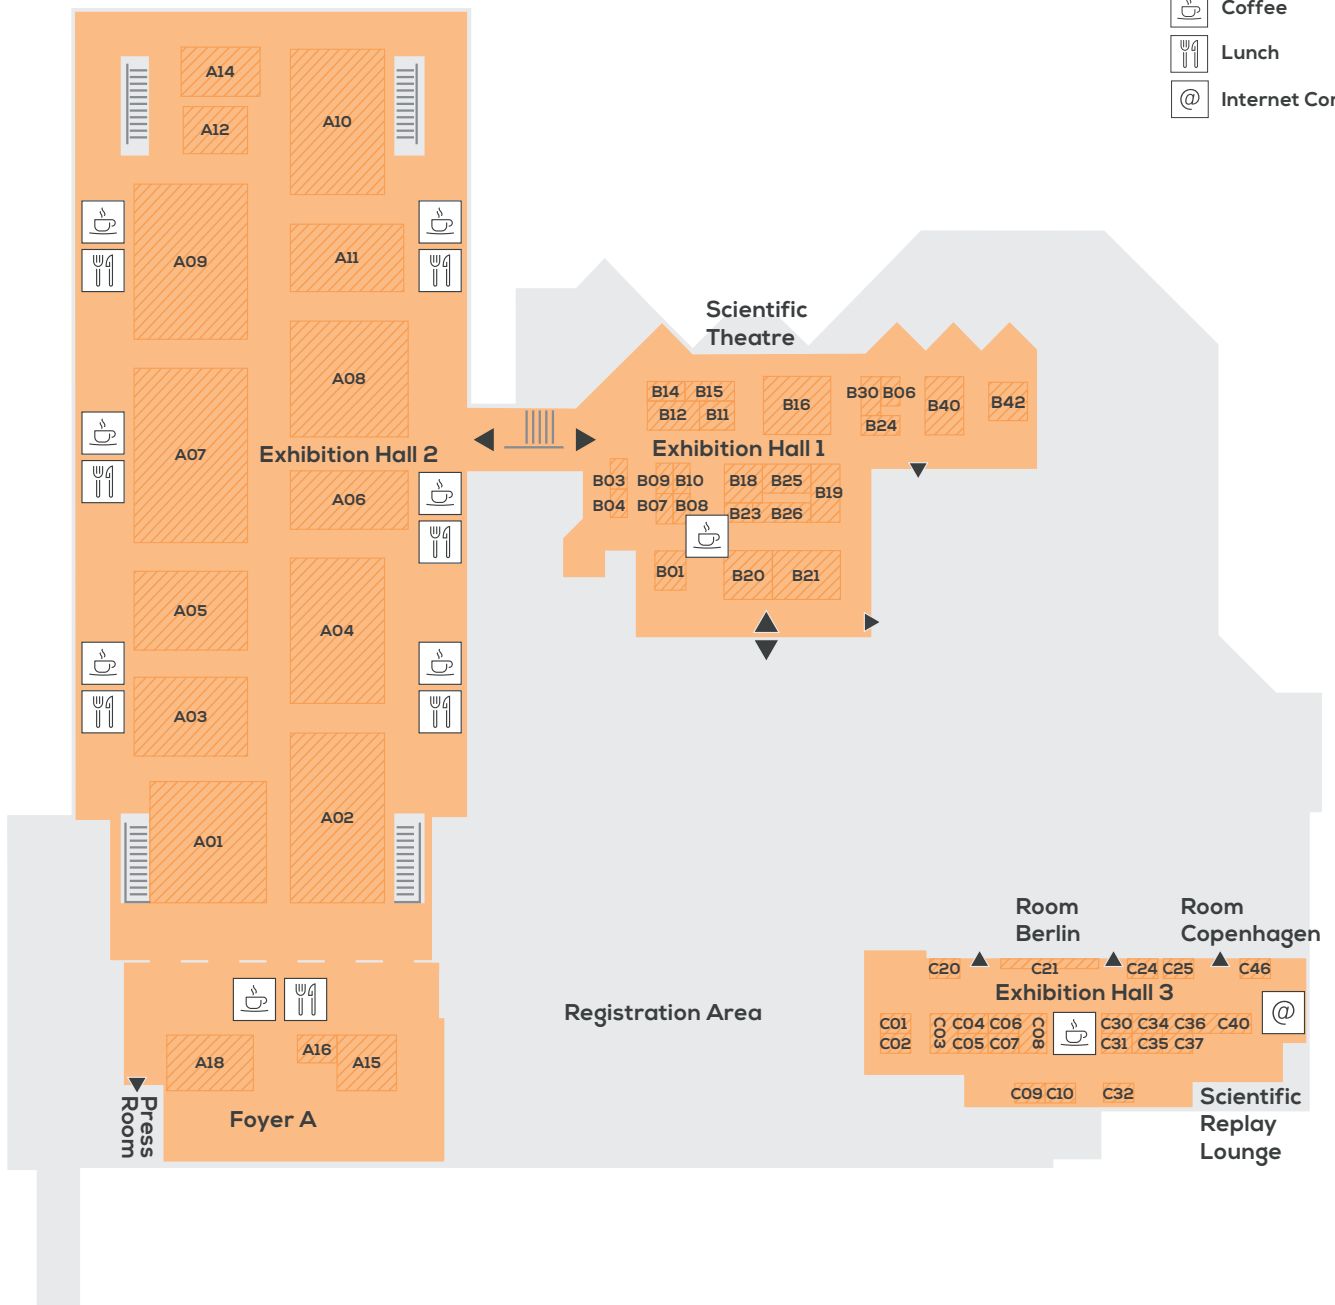 Coffee
Lunch
@
Internet Cor
A14
A12
A10
A09
A11
A08
A07
Exhibition Hall 2
A06
A05
A04
A03
A02
A01
Scientific
Theatre
B14
B15
B12
B11
B16
B30
B06
B24
B40
B42
Exhibition Hall 1
B03
B09
B10
B18
B25
B19
B04
B07
B08
B23
B26
B01
B20
B21
A18
A16
A15
Foyer A
Press
Room
Registration Area
Room
Berlin
Room
Copenhagen
C20
C21
C24
C25
C46
Exhibition Hall 3
@
C01
C02
C03
C04
C06
C05
C07
C08
C30
C34
C36
C40
C31
C35
C37
C09
C10
C32
Scientific
Replay
Lounge